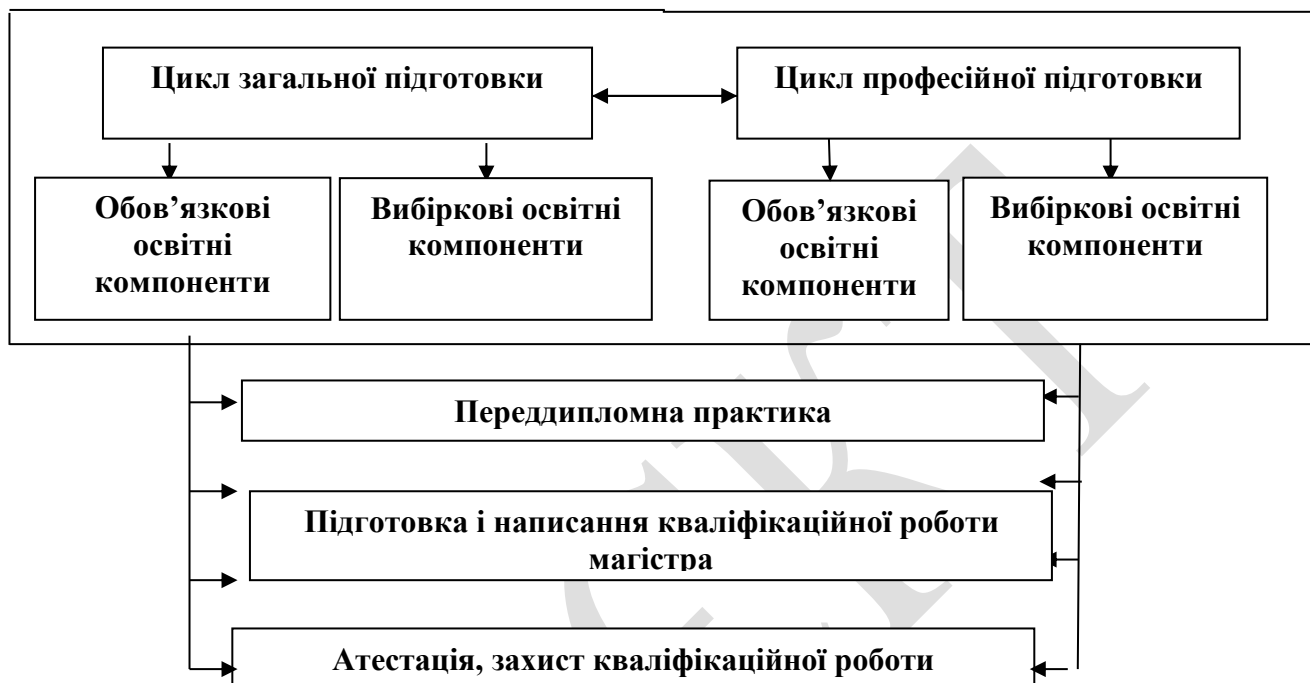 Цикл загальної підготовки
Цикл професійної підготовки
Обов’язкові
освітні
компоненти
Вибіркові освітні
компоненти
Обов’язкові
освітні
компоненти
Вибіркові освітні
компоненти
Переддипломна практика
Підготовка і написання кваліфікаційної роботи
магістра
Атестація, захист кваліфікаційної роботи